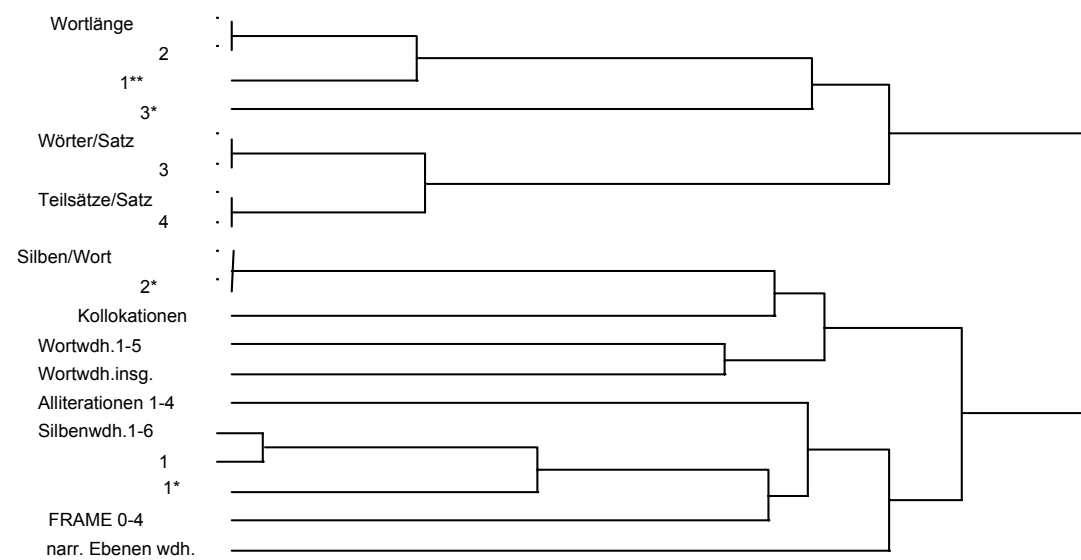 Wortlänge
2
1**
3*
Wörter/Satz
3
Teilsätze/Satz
4
Silben/Wort
2*
Kollokationen
Wortwdh.1-5
Wortwdh.insg.
Alliterationen 1-4
Silbenwdh.1-6
1
1*
FRAME 0-4
narr. Ebenen wdh.